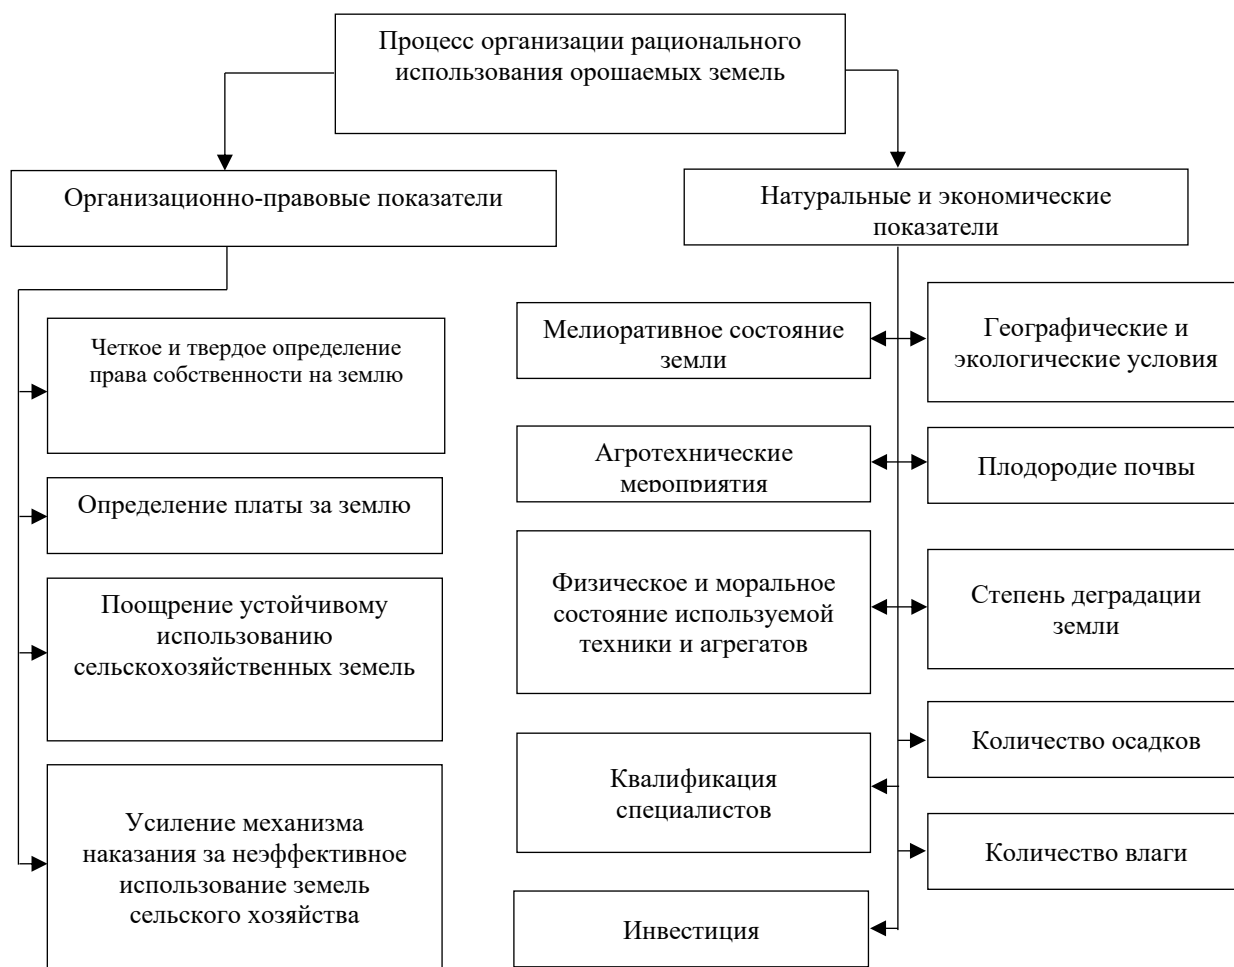 Процесс организации рационального
использования орошаемых земель
Организационно-правовые показатели
Натуральные и экономические
показатели
Четкое и твердое определение
права собственности на землю
Определение платы за землю
Поощрение устойчивому
использованию
сельскохозяйственных земель
Усиление механизма
наказания за неэффективное
использование земель
сельского хозяйства
Мелиоративное состояние
земли
Агротехнические
мероприятия
Физическое и моральное
состояние используемой
техники и агрегатов
Квалификация
специалистов
Инвестиция
Географические и
экологические условия
Плодородие почвы
Степень деградации
земли
Количество осадков
Количество влаги